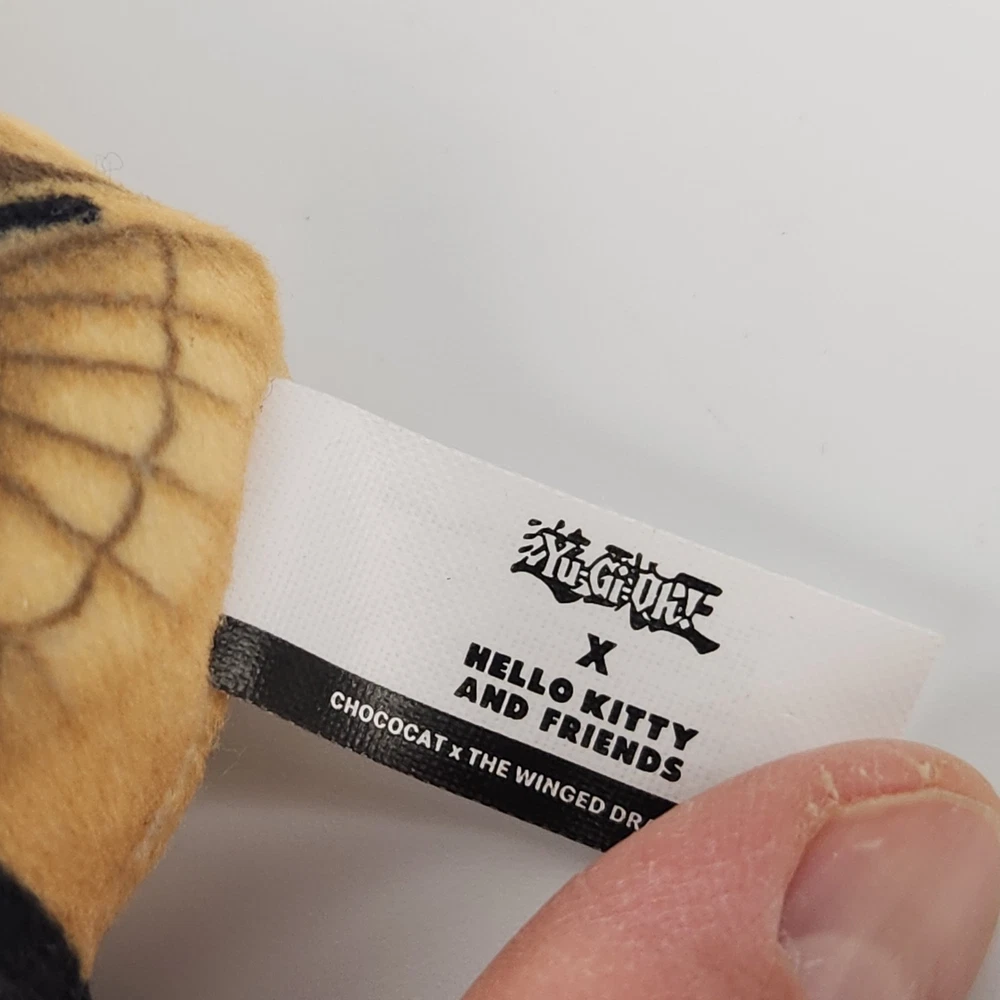 Yu-Gi-Oh!
X
HELLO KITTY
AND FRIENDS
CHOCOCAT x THE WINGED